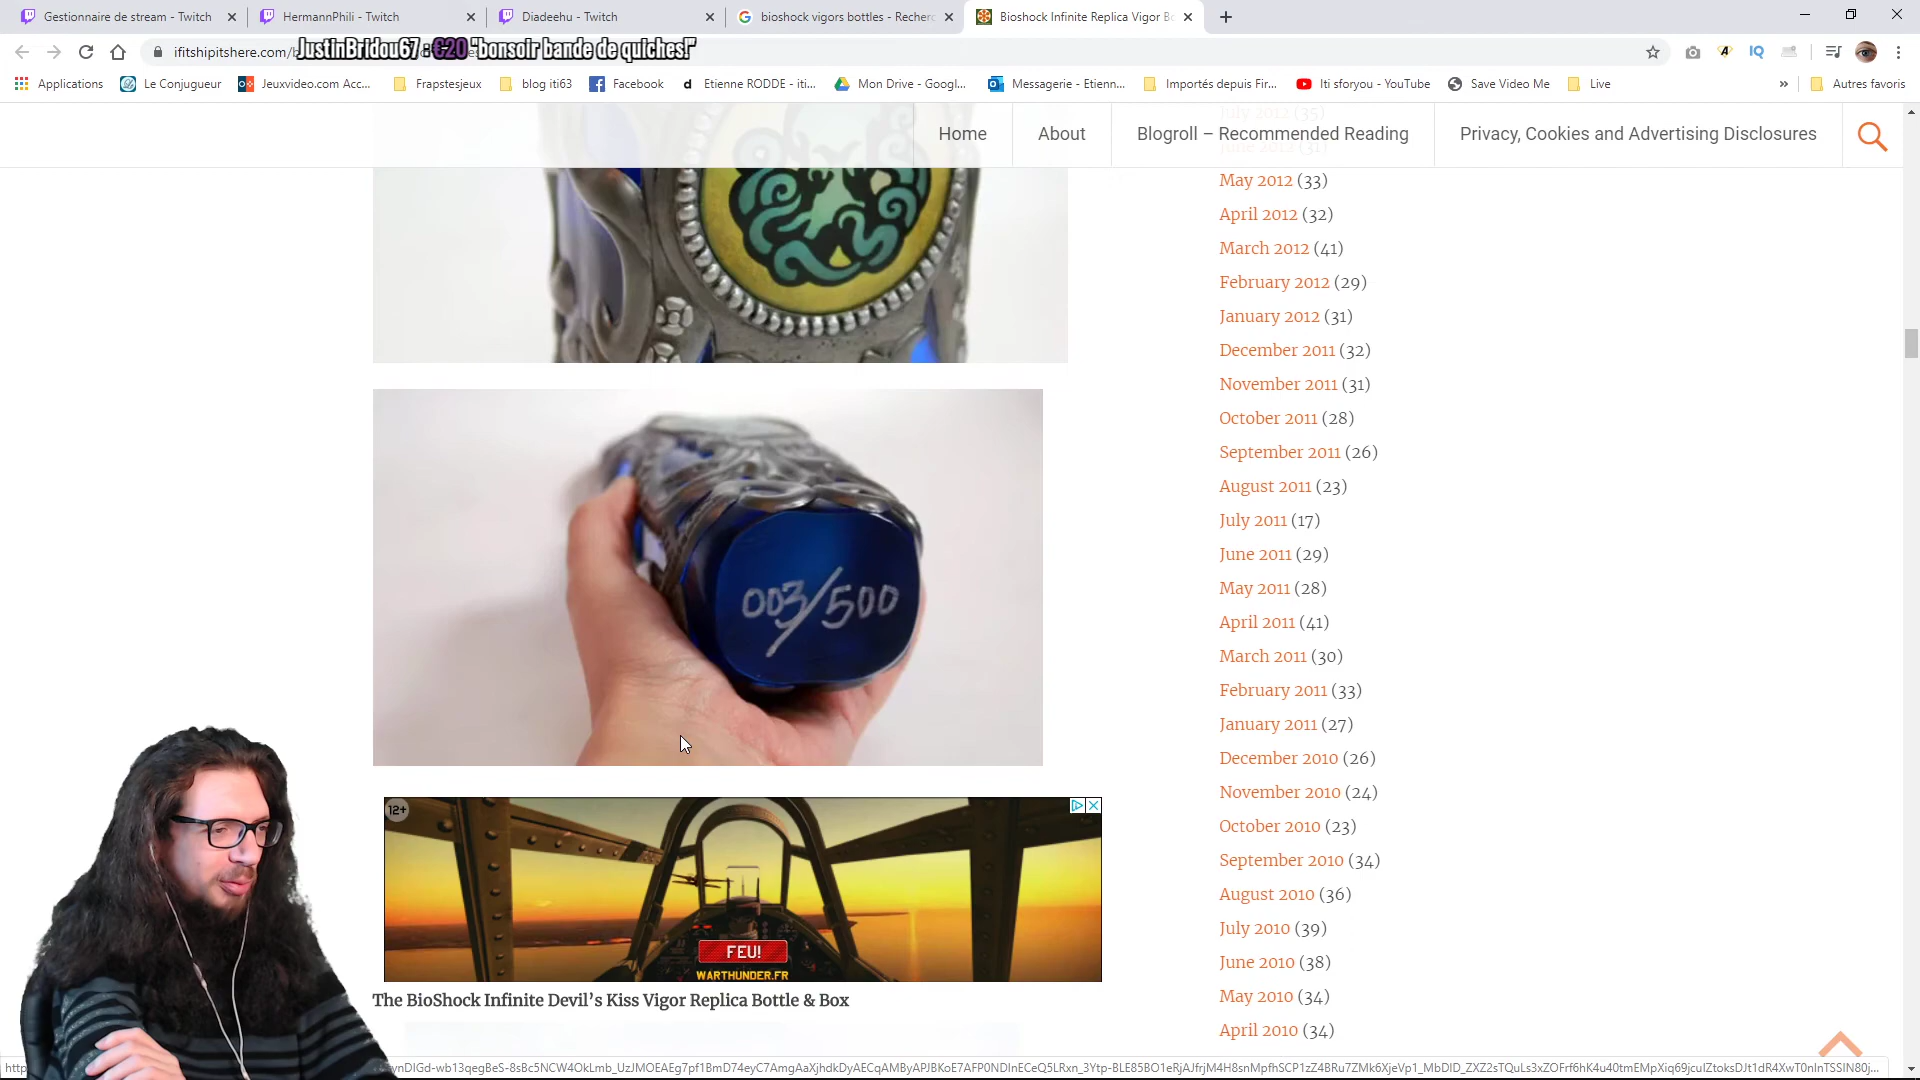 Gestionnaire de stream - Twitch
HermannPhili - Twitch
Diadeehu - Twitch
bioshock vigors bottles - Recherc
Bioshock Infinite Replica Vigor Bo
ifitshipitshere.com/b
JustinBridou67 : €20 "bonsoir bande de quiches!"
Applications
Le Conjugueur
Jeuxvideo.com Acc...
Frapstesjeux
blog iti63
Facebook
Etienne RODDE - iti...
Mon Drive - Googl...
Messagerie - Etienn...
Importés depuis Fir...
Iti sforyou - YouTube
Save Video Me
Live
»
Autres favoris
Home
About
Blogroll – Recommended Reading
Privacy, Cookies and Advertising Disclosures
July 2012 (35)
June 2012 (31)
May 2012 (33)
April 2012 (32)
March 2012 (41)
February 2012 (29)
January 2012 (31)
December 2011 (32)
November 2011 (31)
October 2011 (28)
September 2011 (26)
August 2011 (23)
July 2011 (17)
June 2011 (29)
May 2011 (28)
April 2011 (41)
March 2011 (30)
February 2011 (33)
January 2011 (27)
December 2010 (26)
November 2010 (24)
October 2010 (23)
September 2010 (34)
August 2010 (36)
July 2010 (39)
June 2010 (38)
May 2010 (34)
April 2010 (34)
003/500
12+
FEU!
WARTHUNDER.FR
The BioShock Infinite Devil's Kiss Vigor Replica Bottle & Box
http